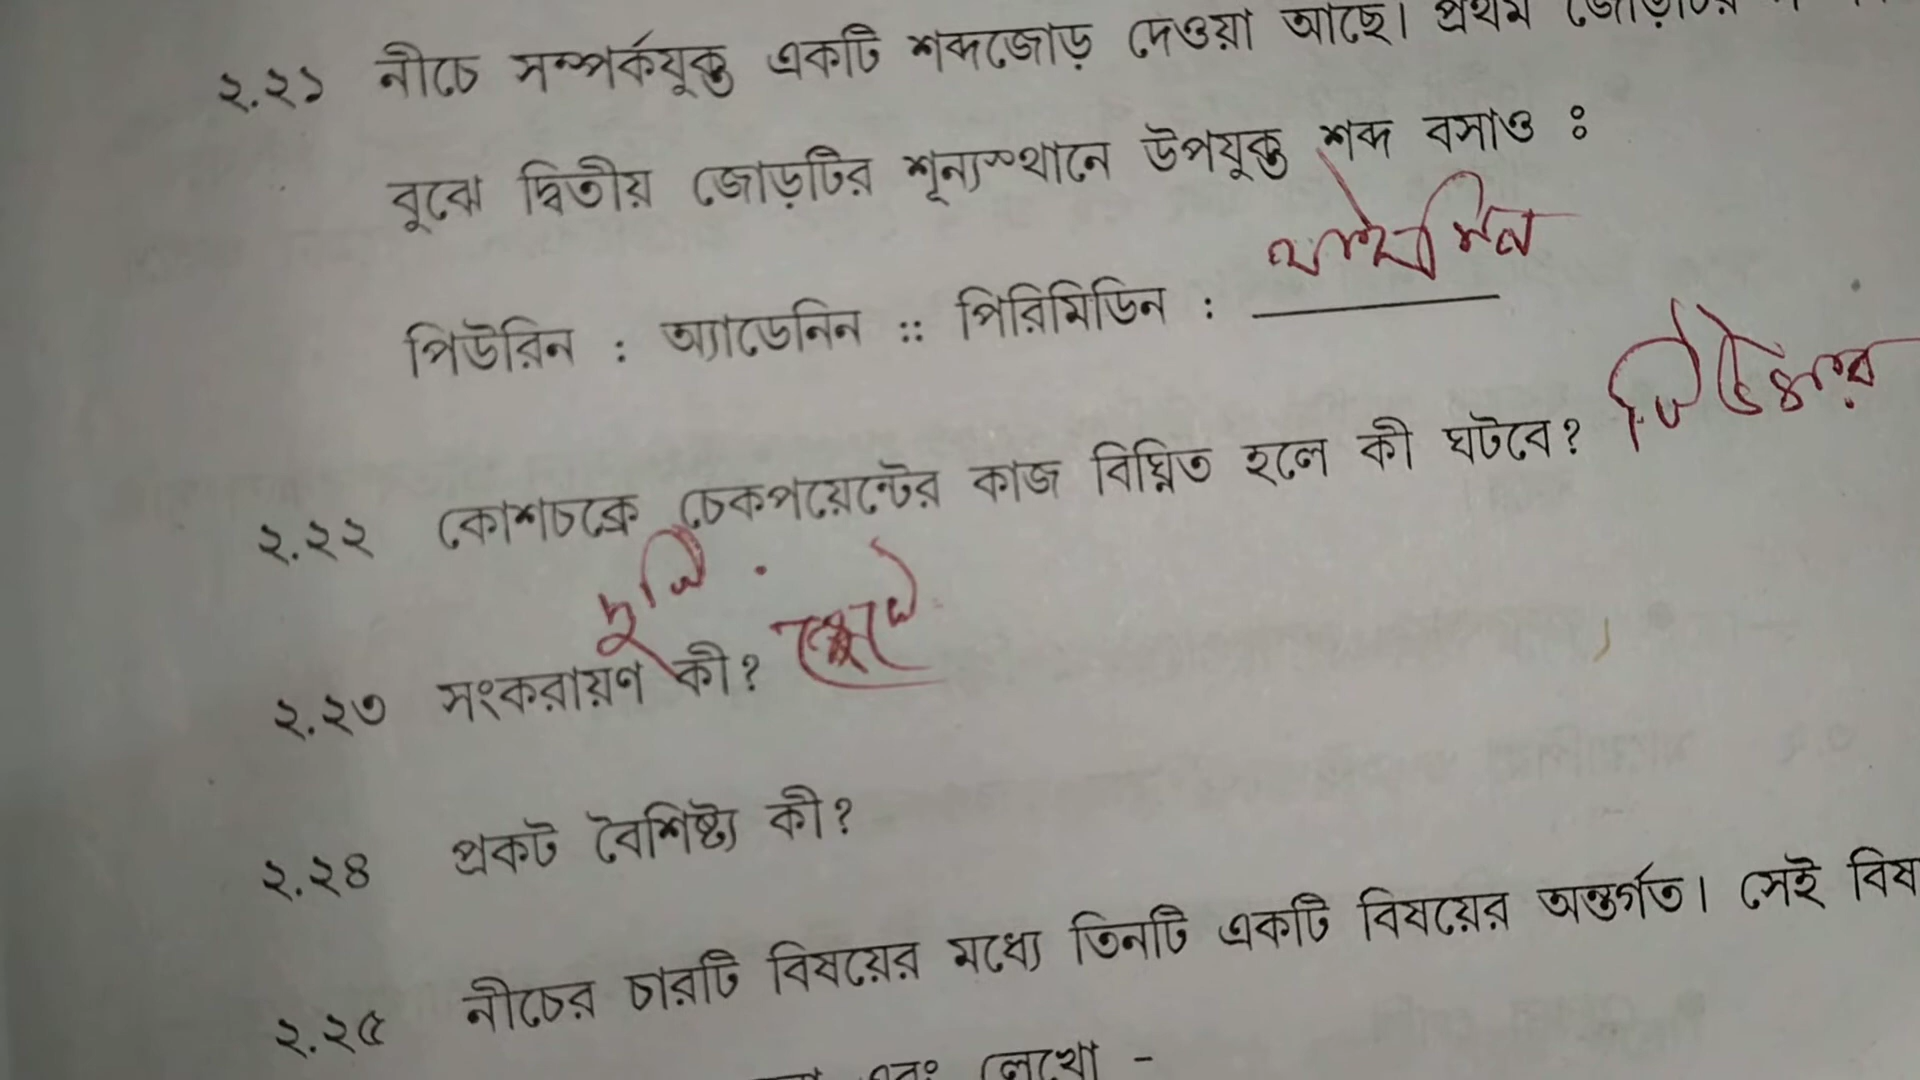 ২.২১ নীচে সম্পর্কযুক্ত একটি শব্দজোড় দেওয়া আছে। প্রথম জোড়টির
বুঝে দ্বিতীয় জোড়টির শূন্যস্থানে উপযুক্ত শব্দ বসাও ঃ
থাইমিন
পিউরিন : অ্যাডেনিন :: পিরিমিডিন :
২.২২ কোশচক্রে চেকপয়েন্টের কাজ বিঘ্নিত হলে কী ঘটবে?
২.২৩ সংকরায়ণ কী?
২.২৪ প্রকট বৈশিষ্ট্য কী?
২.২৫ নীচের চারটি বিষয়ের মধ্যে তিনটি একটি বিষয়ের অন্তর্গত। সেই বিষ
এবং লেখো -